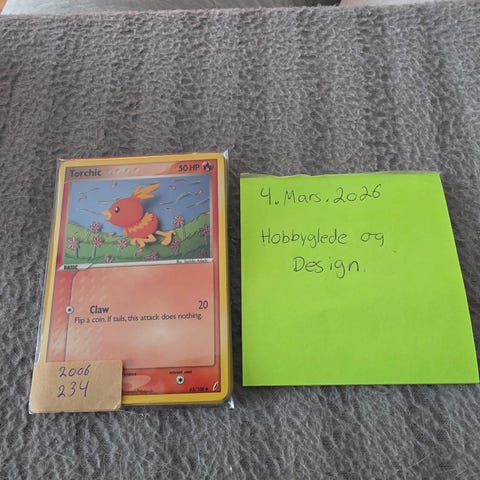 Torchic
50 HP
BASIC
Claw 20
Flip a coin. If tails, this attack does nothing.
2006
234
4. Mars. 2026
Hobbyglede og
Design.